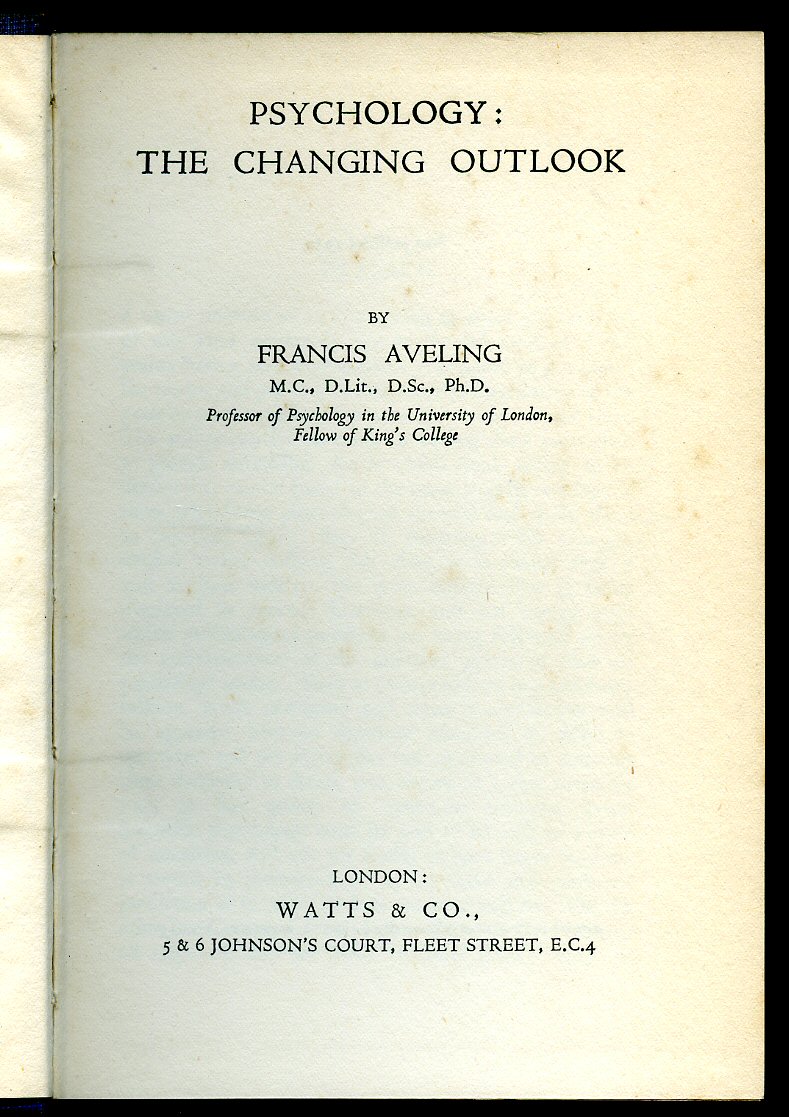 PSYCHOLOGY:
THE CHANGING OUTLOOK
BY
FRANCIS AVELING
M.C., D.Lit., D.Sc., Ph.D.
Professor of Psychology in the University of London,
Fellow of King's College
LONDON:
WATTS & CO.,
5 & 6 JOHNSON'S COURT, FLEET STREET, E.C.4